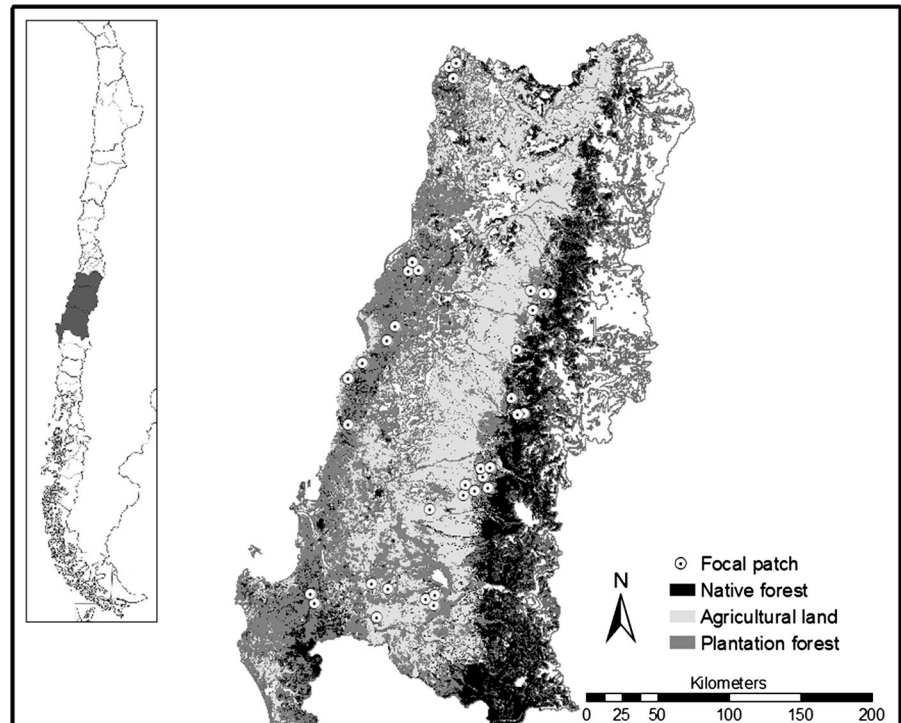 Focal patch
N
Native forest
Agricultural land
Plantation forest
Kilometers
0 25 50 100 150 200